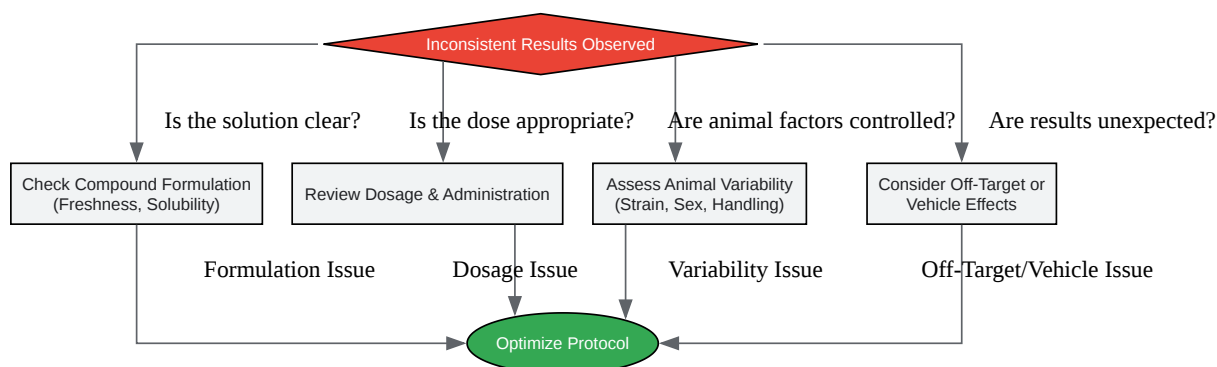 Inconsistent Results Observed
Is the solution clear?
Is the dose appropriate?
Are animal factors controlled?
Are results unexpected?
Check Compound Formulation
(Freshness, Solubility)
Review Dosage & Administration
Assess Animal Variability
(Strain, Sex, Handling)
Consider Off-Target or
Vehicle Effects
Formulation Issue
Dosage Issue
Variability Issue
Off-Target/Vehicle Issue
Optimize Protocol